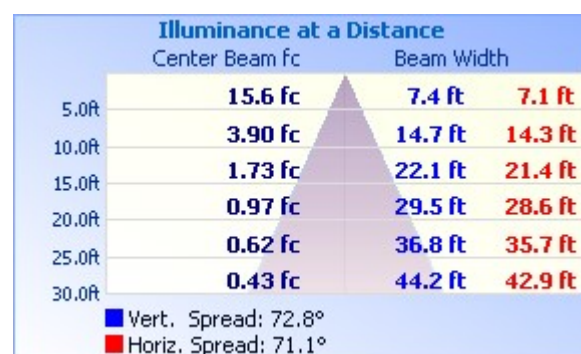 Illuminance at a Distance
Center Beam fc Beam Width
5.0ft 15.6 fc 7.4 ft 7.1 ft
10.0ft 3.90 fc 14.7 ft 14.3 ft
15.0ft 1.73 fc 22.1 ft 21.4 ft
20.0ft 0.97 fc 29.5 ft 28.6 ft
25.0ft 0.62 fc 36.8 ft 35.7 ft
30.0ft 0.43 fc 44.2 ft 42.9 ft
Vert. Spread: 72.8°
Horiz. Spread: 71.1°